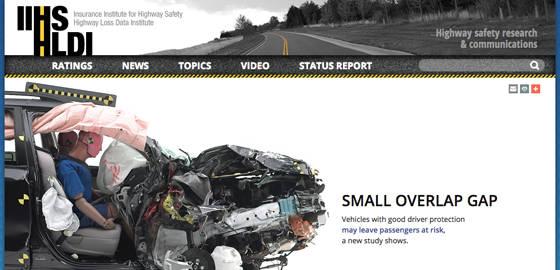 IIHS
HLDI
Insurance Institute for Highway Safety
Highway Loss Data Institute
Highway safety research
& communications
RATINGS NEWS TOPICS VIDEO STATUS REPORT
SMALL OVERLAP GAP
Vehicles with good driver protection
may leave passengers at risk,
a new study shows.